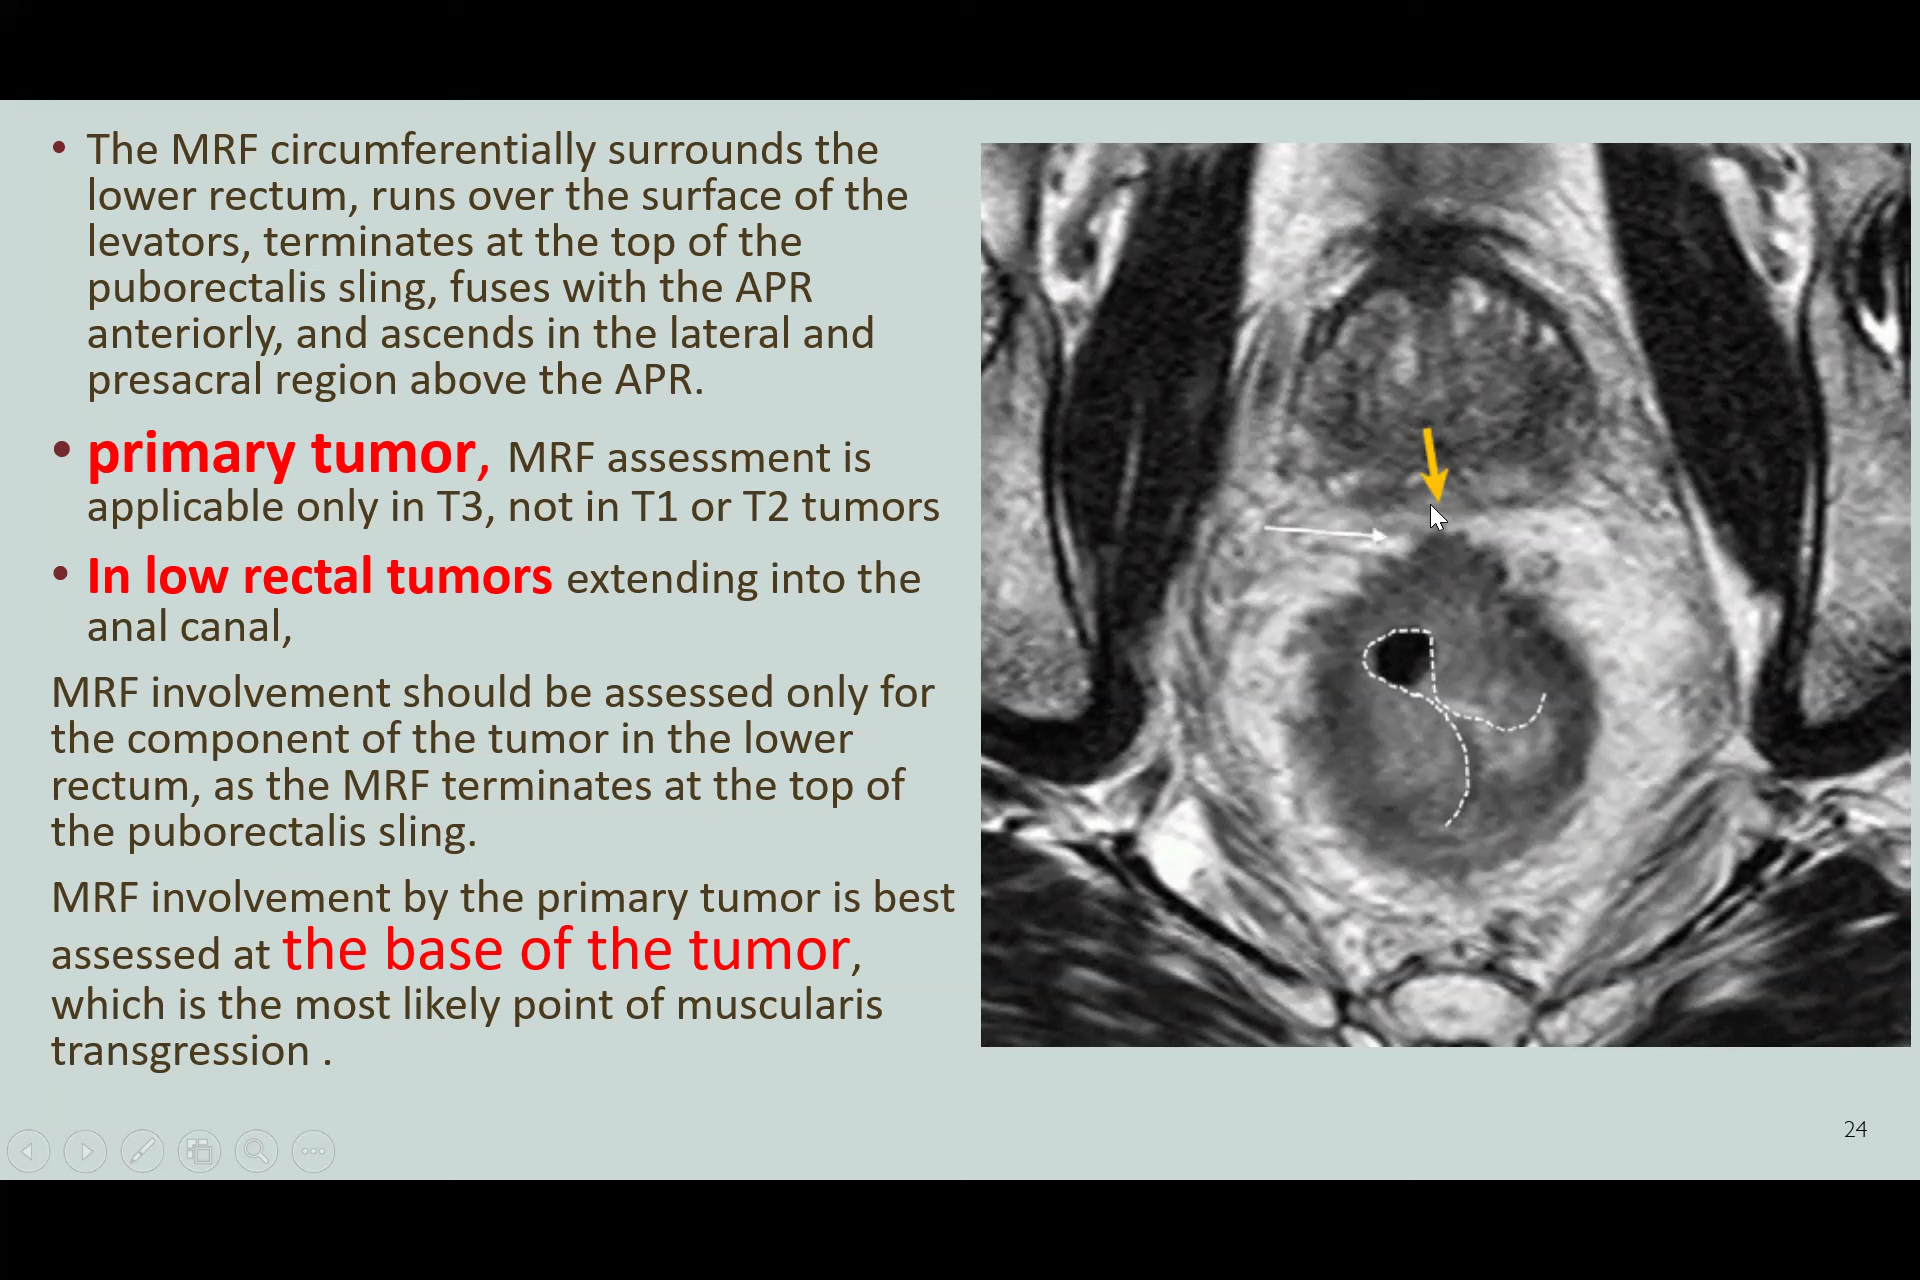 • The MRF circumferentially surrounds the
lower rectum, runs over the surface of the
levators, terminates at the top of the
puborectalis sling, fuses with the APR
anteriorly, and ascends in the lateral and
presacral region above the APR.
• primary tumor, MRF assessment is
applicable only in T3, not in T1 or T2 tumors
• In low rectal tumors extending into the
anal canal,
MRF involvement should be assessed only for
the component of the tumor in the lower
rectum, as the MRF terminates at the top of
the puborectalis sling.
MRF involvement by the primary tumor is best
assessed at the base of the tumor,
which is the most likely point of muscularis
transgression .
24